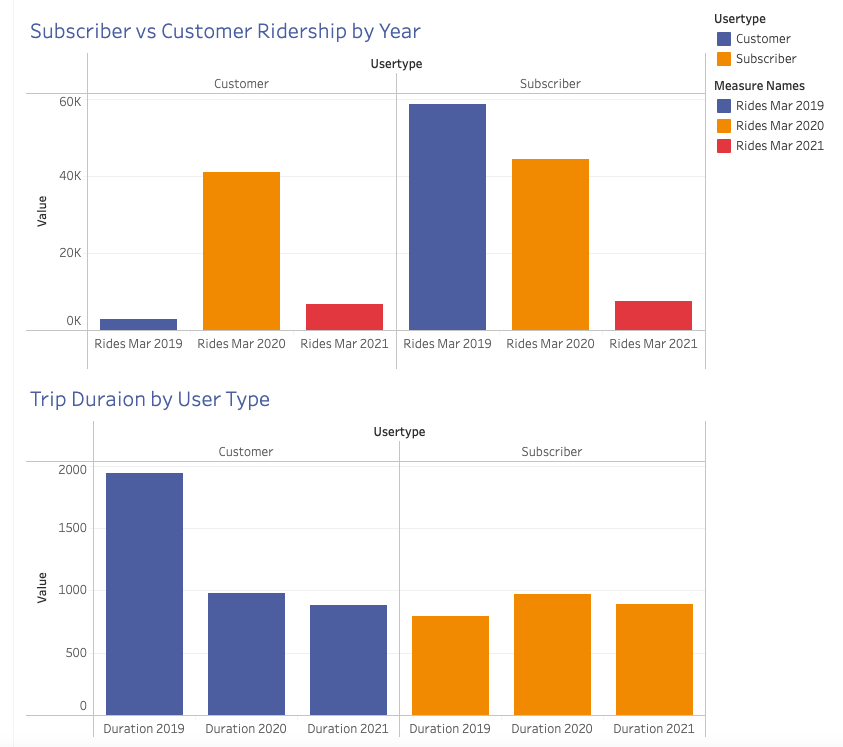 Subscriber vs Customer Ridership by Year
Usertype
Customer Subscriber
60K
40K
20K
0K
Value
Rides Mar 2019 Rides Mar 2020 Rides Mar 2021 Rides Mar 2019 Rides Mar 2020 Rides Mar 2021
Usertype
Customer
Subscriber
Measure Names
Rides Mar 2019
Rides Mar 2020
Rides Mar 2021
Trip Duraion by User Type
Usertype
Customer Subscriber
2000
1500
1000
500
0
Value
Duration 2019 Duration 2020 Duration 2021 Duration 2019 Duration 2020 Duration 2021